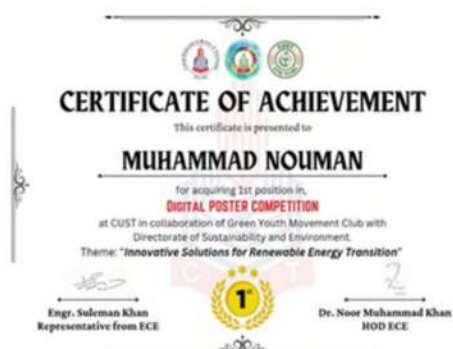 CERTIFICATE OF ACHIEVEMENT
This certificate is presented to
MUHAMMAD NOUMAN
for acquiring 1st position in,
DIGITAL POSTER COMPETITION
at CUST in collaboration of Green Youth Movement Club with
Directorate of Sustainability and Environment.
Theme: "Innovative Solutions for Renewable Energy Transition"
1st
Engr. Suleman Khan
Representative from ECE
Dr. Noor Muhammad Khan
HOD ECE